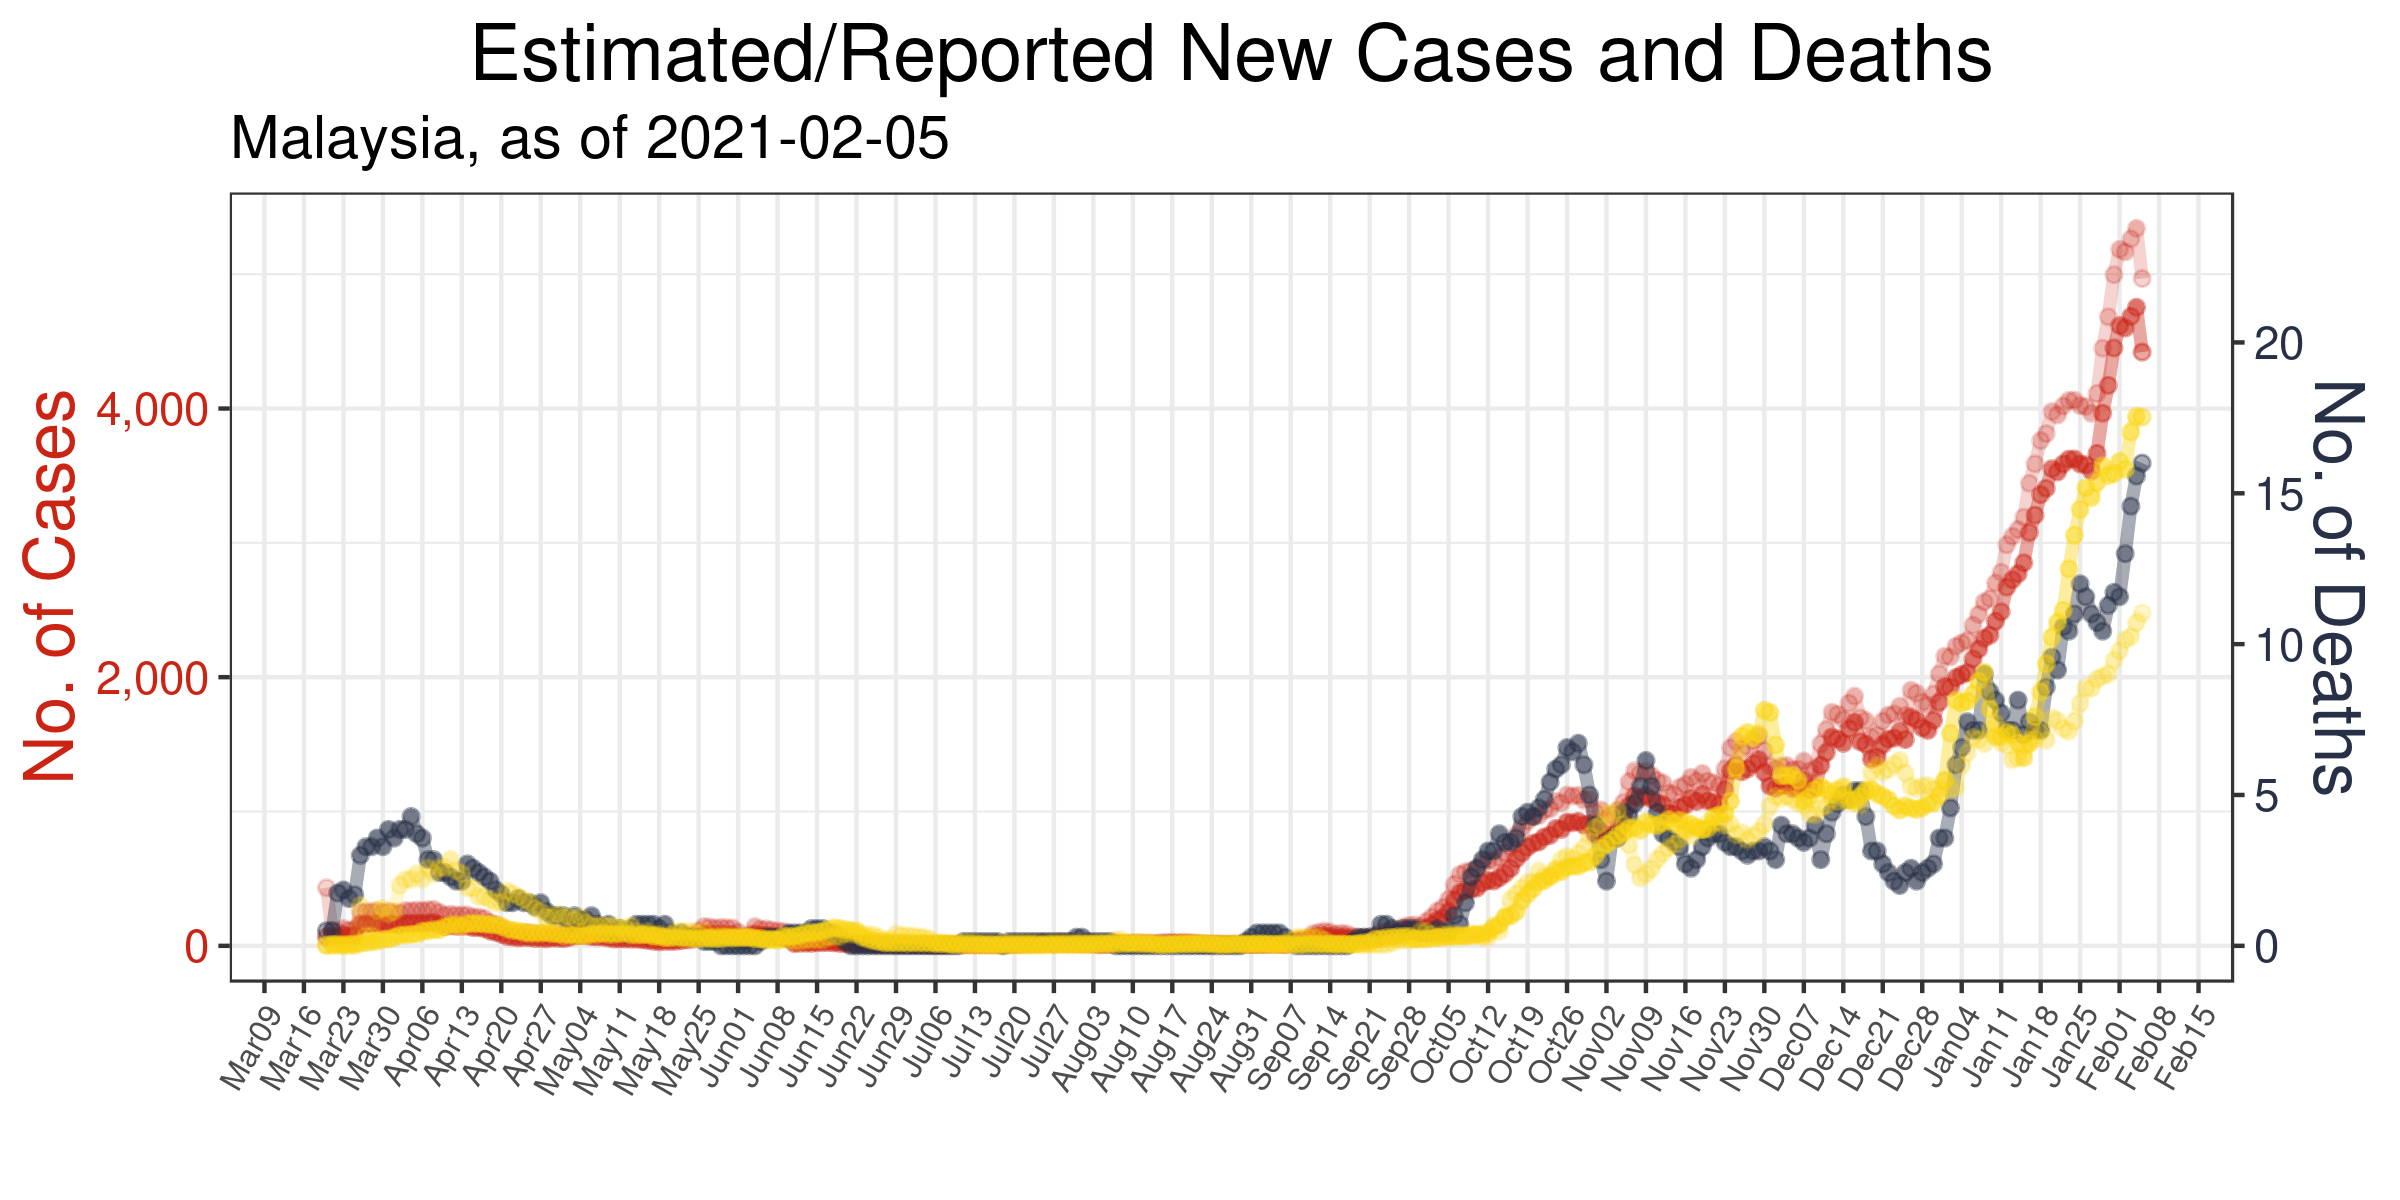 Estimated/Reported New Cases and Deaths
Malaysia, as of 2021-02-05
No. of Cases
4,000
2,000
0
20
15
10
5
0
No. of Deaths
Mar09 Mar16 Mar23 Mar30 Apr06 Apr13 Apr20 Apr27 May04 May11 May18 May25 Jun01 Jun08 Jun15 Jun22 Jun29 Jul06 Jul13 Jul20 Jul27 Aug03 Aug10 Aug17 Aug24 Aug31 Sep07 Sep14 Sep21 Sep28 Oct05 Oct12 Oct19 Oct26 Nov02 Nov09 Nov16 Nov23 Nov30 Dec07 Dec14 Dec21 Dec28 Jan04 Jan11 Jan18 Jan25 Feb01 Feb08 Feb15